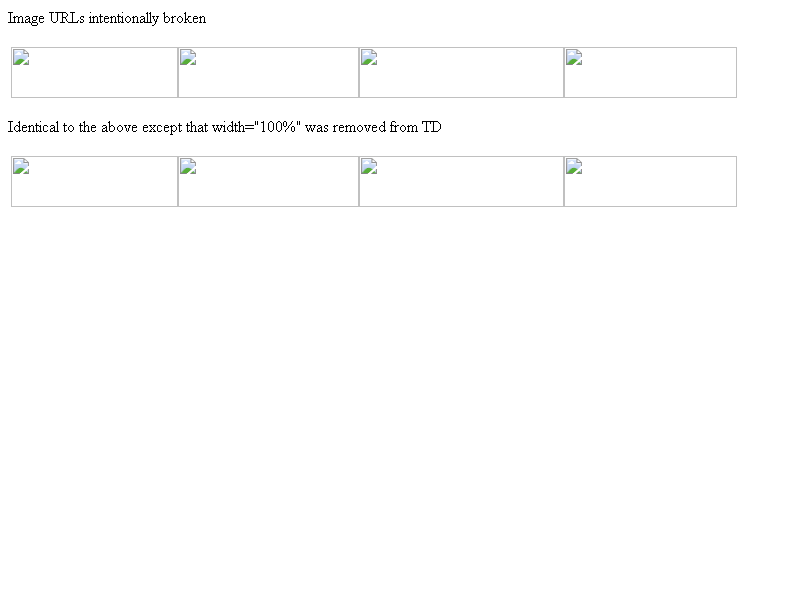 Image URLs intentionally broken
Identical to the above except that width="100%" was removed from TD